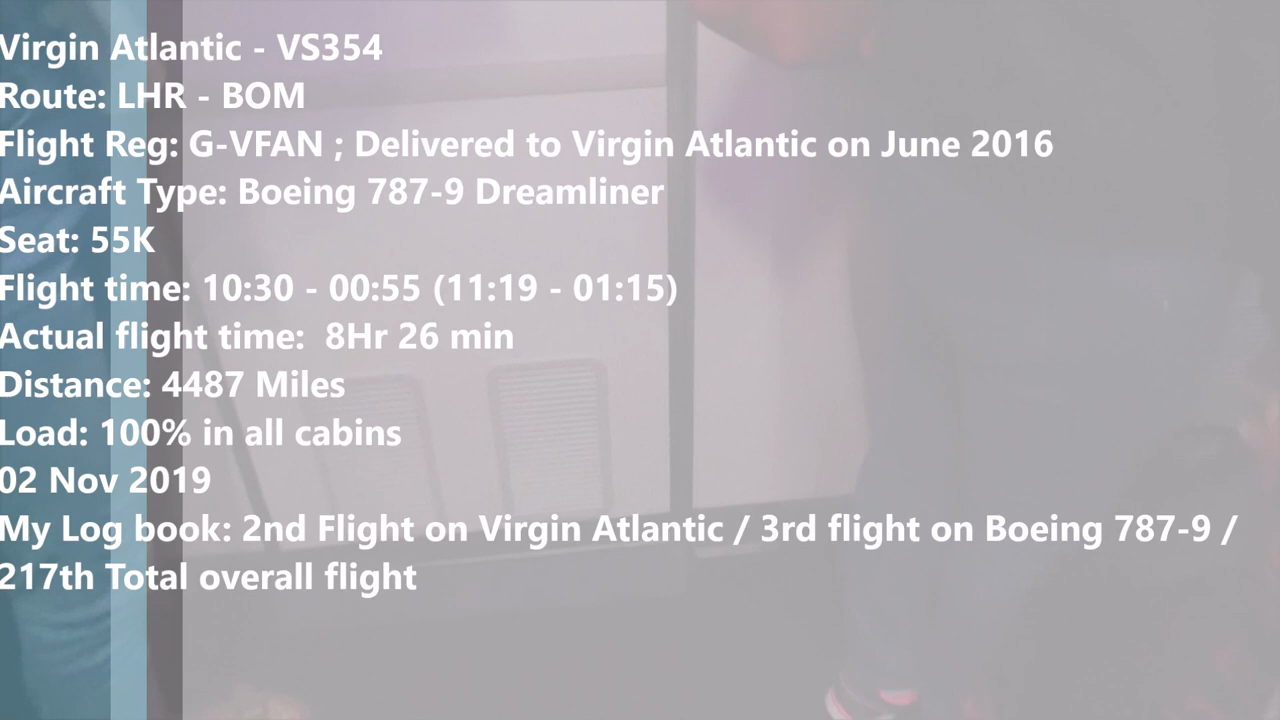 Virgin Atlantic - VS354
Route: LHR - BOM
Flight Reg: G-VFAN ; Delivered to Virgin Atlantic on June 2016
Aircraft Type: Boeing 787-9 Dreamliner
Seat: 55K
Flight time: 10:30 - 00:55 (11:19 - 01:15)
Actual flight time:  8Hr 26 min
Distance: 4487 Miles
Load: 100% in all cabins
02 Nov 2019
My Log book: 2nd Flight on Virgin Atlantic / 3rd flight on Boeing 787-9 /
217th Total overall flight